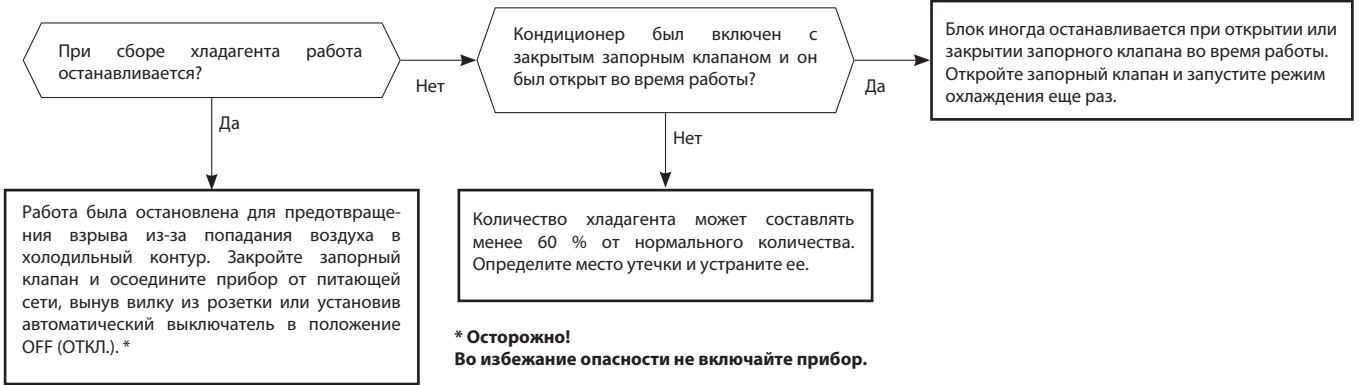 При сборе хладагента работа
останавливается?
Нет
Кондиционер был включен с
закрытым запорным клапаном и он
был открыт во время работы?
Да
Блок иногда останавливается при открытии или
закрытии запорного клапана во время работы.
Откройте запорный клапан и запустите режим
охлаждения еще раз.
Да
Нет
Работа была остановлена для предотвраще-
ния взрыва из-за попадания воздуха в
холодильный контур. Закройте запорный
клапан и осоедините прибор от питающей
сети, вынув вилку из розетки или установив
автоматический выключатель в положение
OFF (ОТКЛ.). *
Количество хладагента может составлять
менее 60 % от нормального количества.
Определите место утечки и устраните ее.
* Осторожно!
Во избежание опасности не включайте прибор.